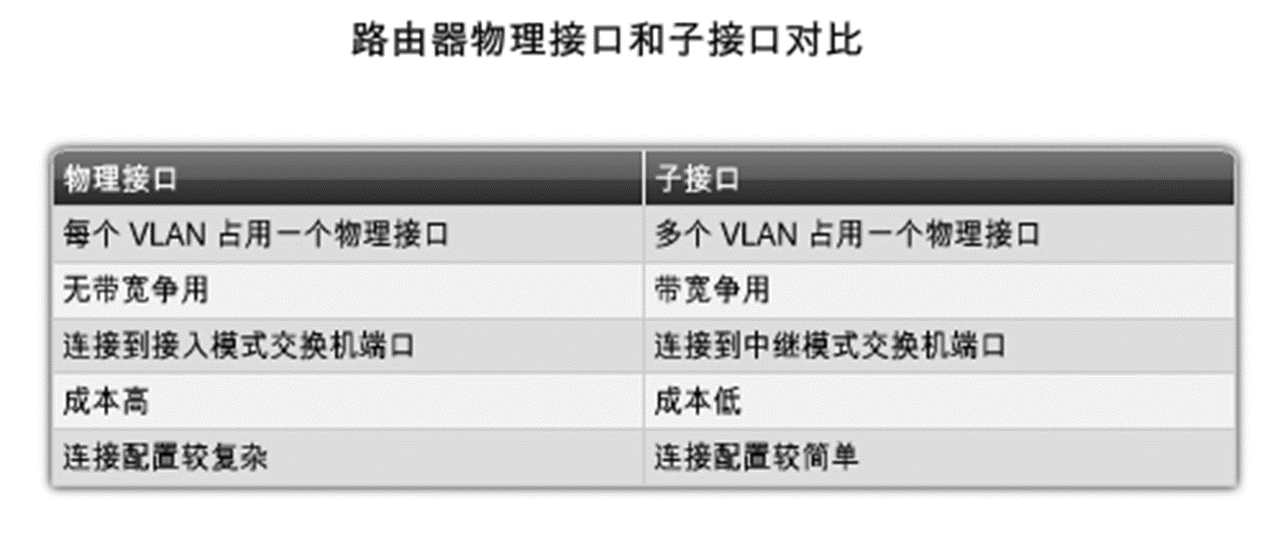 路由器物理接口和子接口对比
物理接口 子接口
每个 VLAN 占用一个物理接口 多个 VLAN 占用一个物理接口
无带宽争用 带宽争用
连接到接入模式交换机端口 连接到中继模式交换机端口
成本高 成本低
连接配置较复杂 连接配置较简单